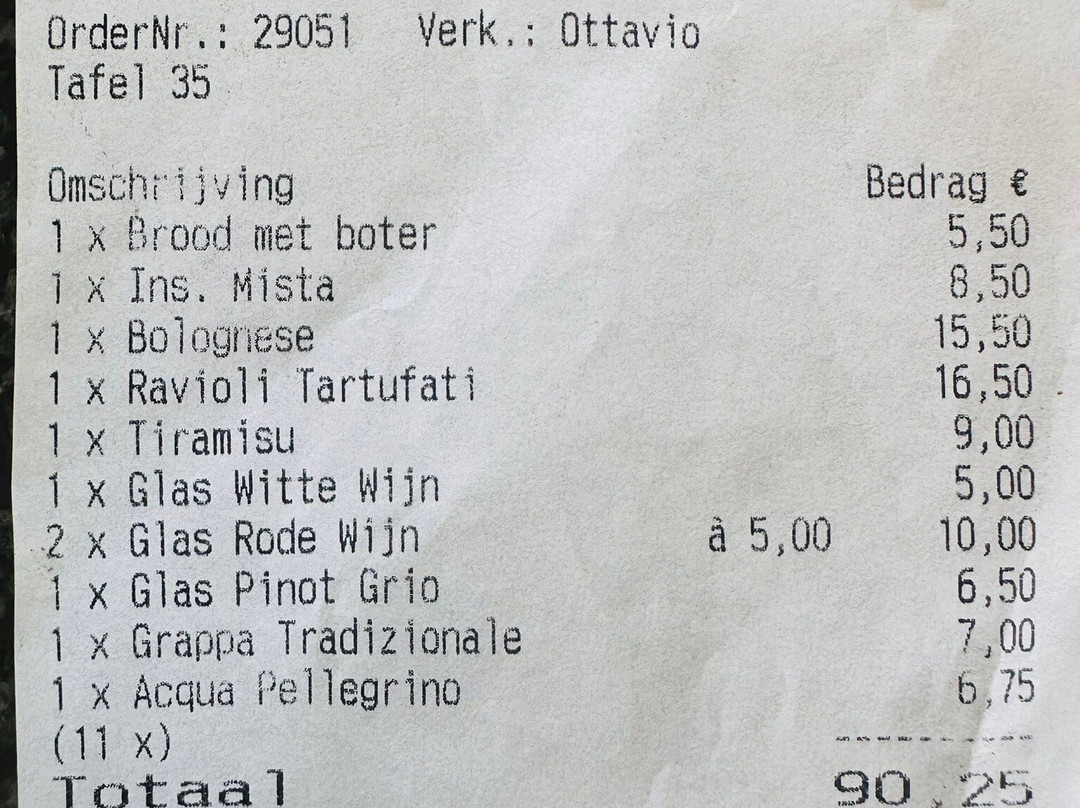 OrderNr.: 29051 Verk.: Ottavio
Tafel 35
Omschrijving Bedrag €
1 x Brood met boter 5,50
1 x Ins. Mista 8,50
1 x Bolognese 15,50
1 x Ravioli Tartufati 16,50
1 x Tiramisu 9,00
1 x Glas Witte Wijn 5,00
2 x Glas Rode Wijn à 5,00 10,00
1 x Glas Pinot Grio 6,50
1 x Grappa Tradizionale 7,00
1 x Acqua Pellegrino 6,75
(11 x) ----------
Totaal 90,25